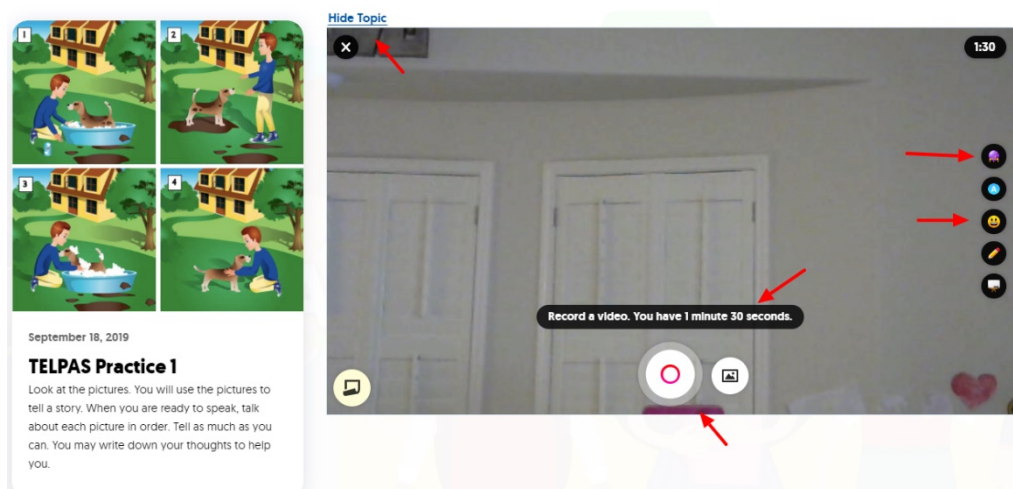 Hide Topic
1
2
3
4
September 18, 2019
TELPAS Practice 1
Look at the pictures. You will use the pictures to
tell a story. When you are ready to speak, talk
about each picture in order. Tell as much as you
can. You may write down your thoughts to help
you.
1:30
A
Record a video. You have 1 minute 30 seconds.